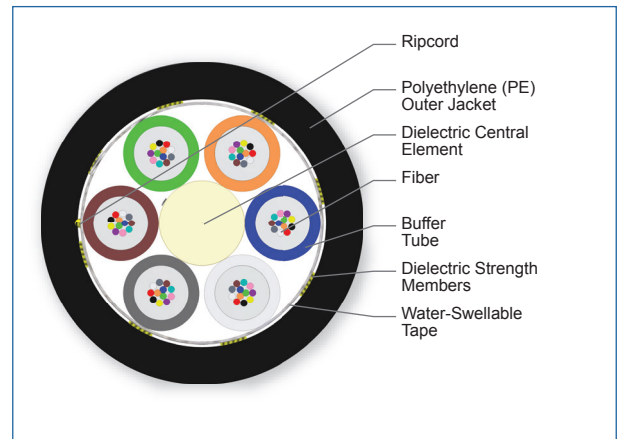 Ripcord
Polyethylene (PE)
Outer Jacket
Dielectric Central
Element
Fiber
Buffer
Tube
Dielectric Strength
Members
Water-Swellable
Tape